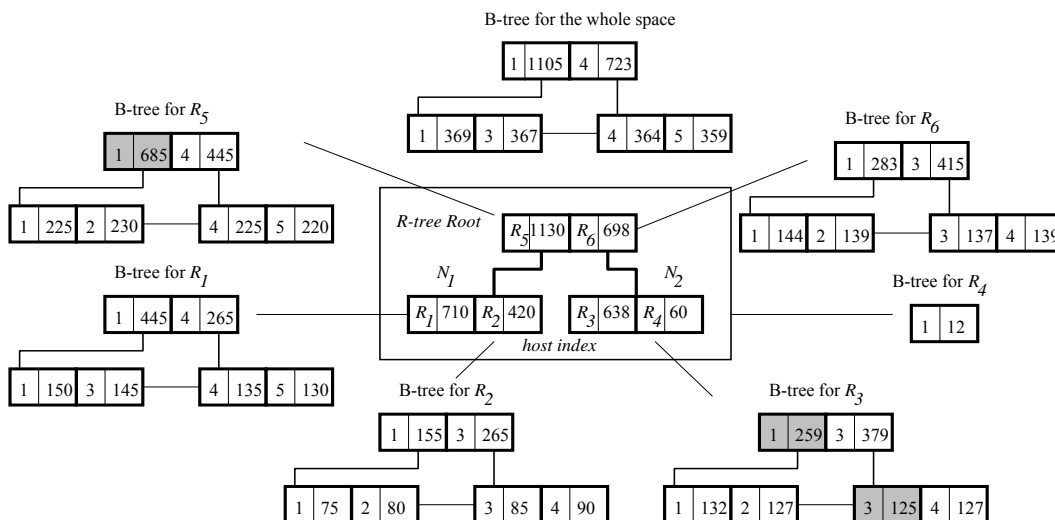 B-tree for the whole space
1 1105 4 723
1 369 3 367
4 364 5 359
B-tree for R5
1 685 4 445
1 225 2 230
4 225 5 220
B-tree for R6
1 283 3 415
1 144 2 139
3 137 4 139
R-tree Root
R5 1130 R6 698
N1
N2
R1 710 R2 420
R3 638 R4 60
host index
B-tree for R1
1 445 4 265
1 150 3 145
4 135 5 130
B-tree for R4
1 12
B-tree for R2
1 155 3 265
1 75 2 80
3 85 4 90
B-tree for R3
1 259 3 379
1 132 2 127
3 125 4 127